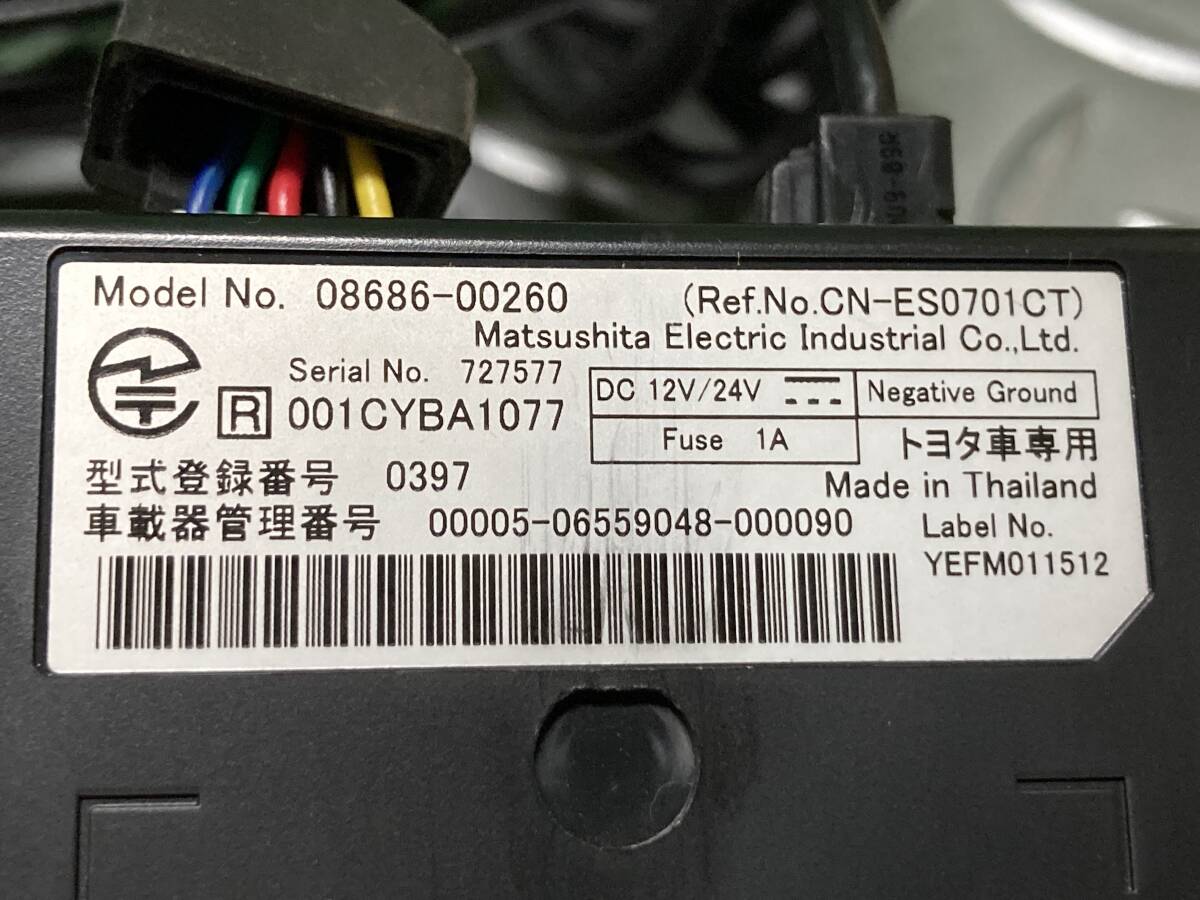 Model No. 08686-00260 (Ref.No.CN-ES0701CT)
Matsushita Electric Industrial Co.,Ltd.
Serial No. 727577
R 001CYBA1077
DC 12V/24V Negative Ground
Fuse 1A
トヨタ車専用
型式登録番号 0397
Made in Thailand
車載器管理番号 00005-06559048-000090
Label No.
YEFM011512